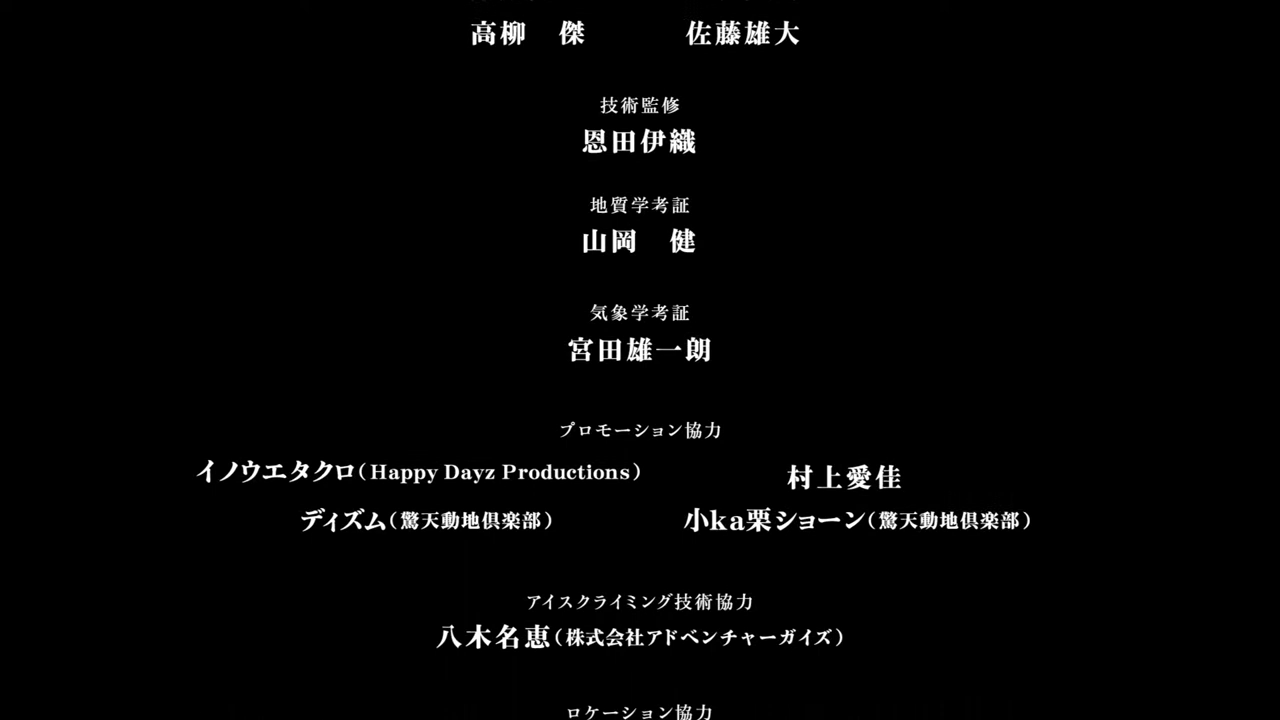 高柳　傑　佐藤雄大
技術監修
恩田伊織
地質学考証
山岡　健
気象学考証
宮田雄一朗
プロモーション協力
イノウエタクロ（Happy Dayz Productions）　村上愛佳
ディズム（驚天動地倶楽部）　小ka栗ショーン（驚天動地倶楽部）
アイスクライミング技術協力
八木名恵（株式会社アドベンチャーガイズ）
ロケーション協力